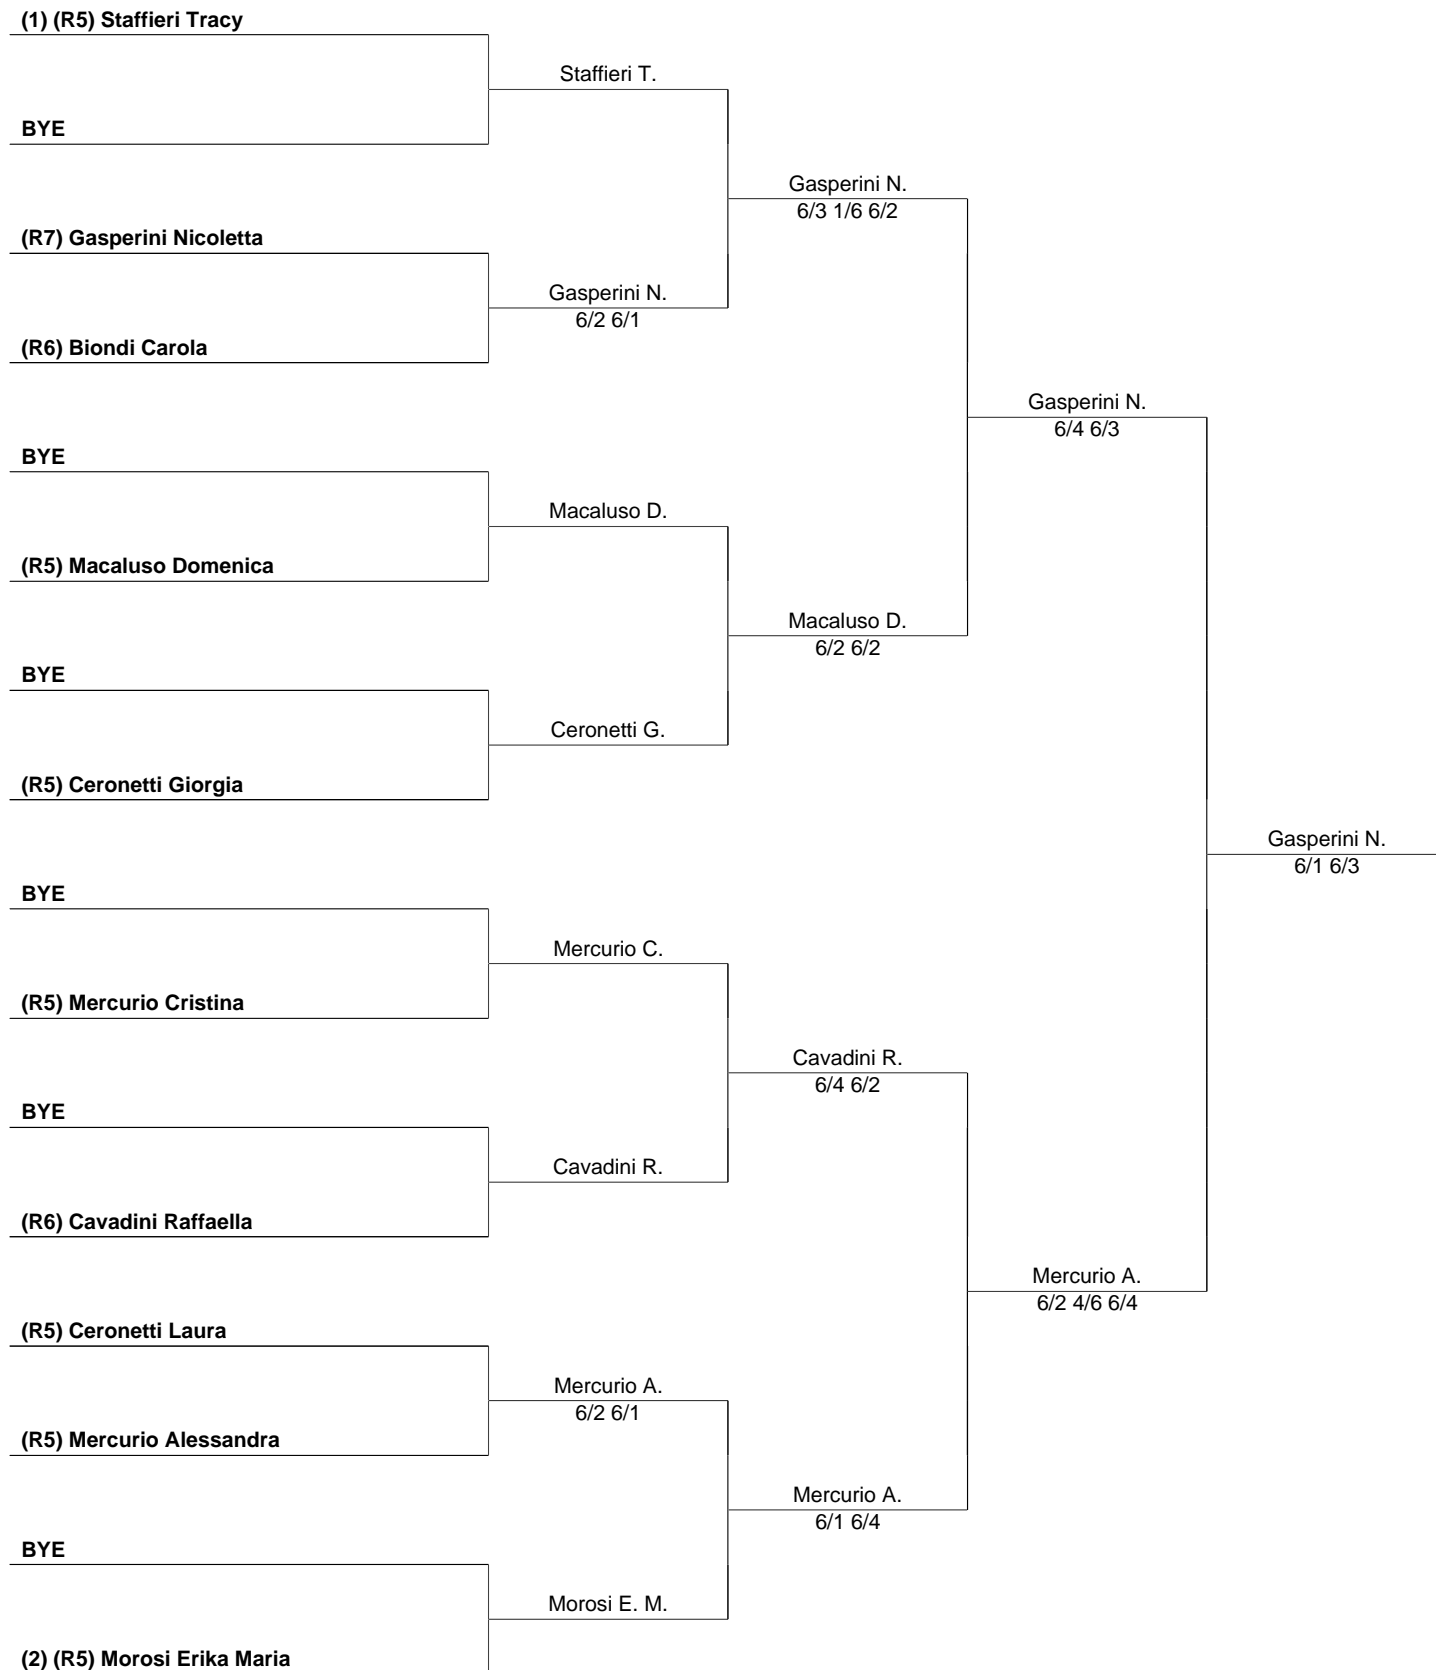 (1) (R5) Staffieri Tracy
Staffieri T.
BYE
Gasperini N.
6/3 1/6 6/2
(R7) Gasperini Nicoletta
Gasperini N.
6/2 6/1
(R6) Biondi Carola
Gasperini N.
6/4 6/3
BYE
Macaluso D.
(R5) Macaluso Domenica
Macaluso D.
6/2 6/2
BYE
Ceronetti G.
(R5) Ceronetti Giorgia
Gasperini N.
6/1 6/3
BYE
Mercurio C.
(R5) Mercurio Cristina
Cavadini R.
6/4 6/2
BYE
Cavadini R.
(R6) Cavadini Raffaella
Mercurio A.
6/2 4/6 6/4
(R5) Ceronetti Laura
Mercurio A.
6/2 6/1
(R5) Mercurio Alessandra
Mercurio A.
6/1 6/4
BYE
Morosi E. M.
(2) (R5) Morosi Erika Maria